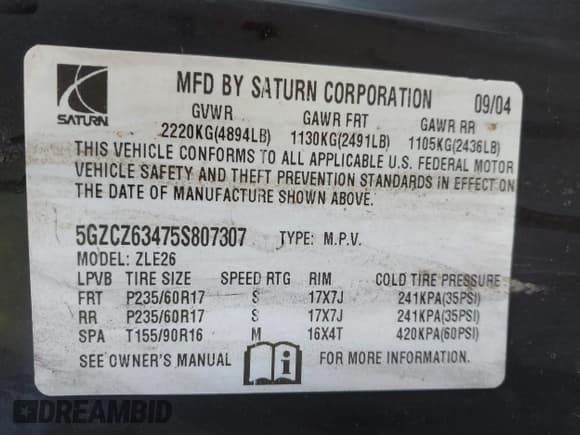 SATURN
MFD BY SATURN CORPORATION 09/04
GVWR GAWR FRT GAWR RR
2220KG(4894LB) 1130KG(2491LB) 1105KG(2436LB)
THIS VEHICLE CONFORMS TO ALL APPLICABLE U.S. FEDERAL MOTOR
VEHICLE SAFETY AND THEFT PREVENTION STANDARDS IN EFFECT ON
THE DATE OF MANUFACTURE SHOWN ABOVE.
5GZCZ63475S807307 TYPE: M.P.V.
MODEL: ZLE26
LPVB TIRE SIZE SPEED RTG RIM COLD TIRE PRESSURE
FRT P235/60R17 S 17X7J 241KPA(35PSI)
RR P235/60R17 S 17X7J 241KPA(35PSI)
SPA T155/90R16 M 16X4T 420KPA(60PSI)
SEE OWNER'S MANUAL i
DREAMBID